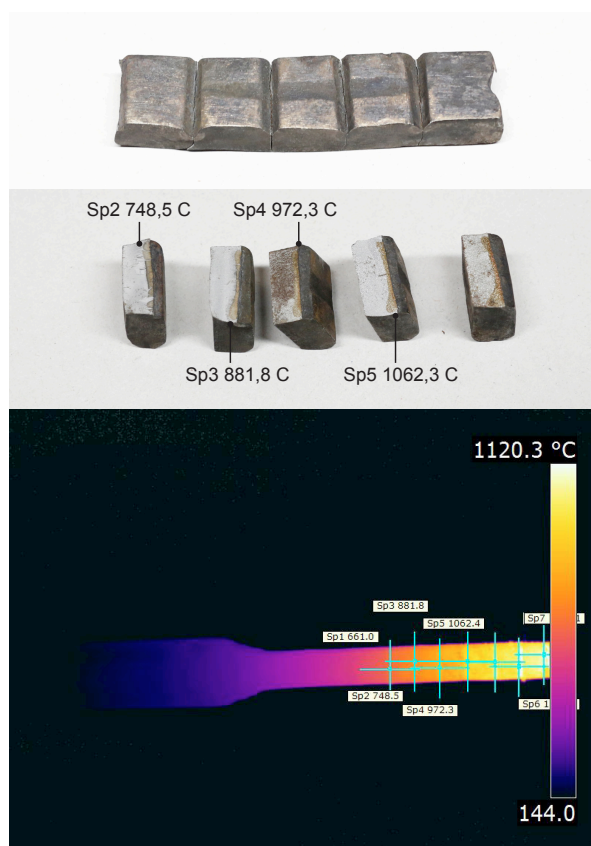 Sp2 748,5 C
Sp4 972,3 C
Sp3 881,8 C
Sp5 1062,3 C
1120.3 °C
Sp3 881.8
Sp5 1062.4
Sp7
Sp1 661.0
Sp2 748.5
Sp4 972.3
Sp6
144.0